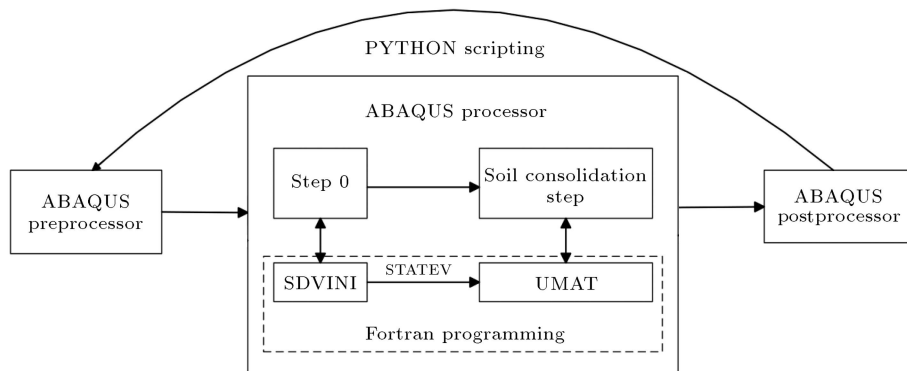 PYTHON scripting
ABAQUS processor
Step 0
Soil consolidation
step
ABAQUS
preprocessor
ABAQUS
postprocessor
STATEV
SDVINI
UMAT
Fortran programming